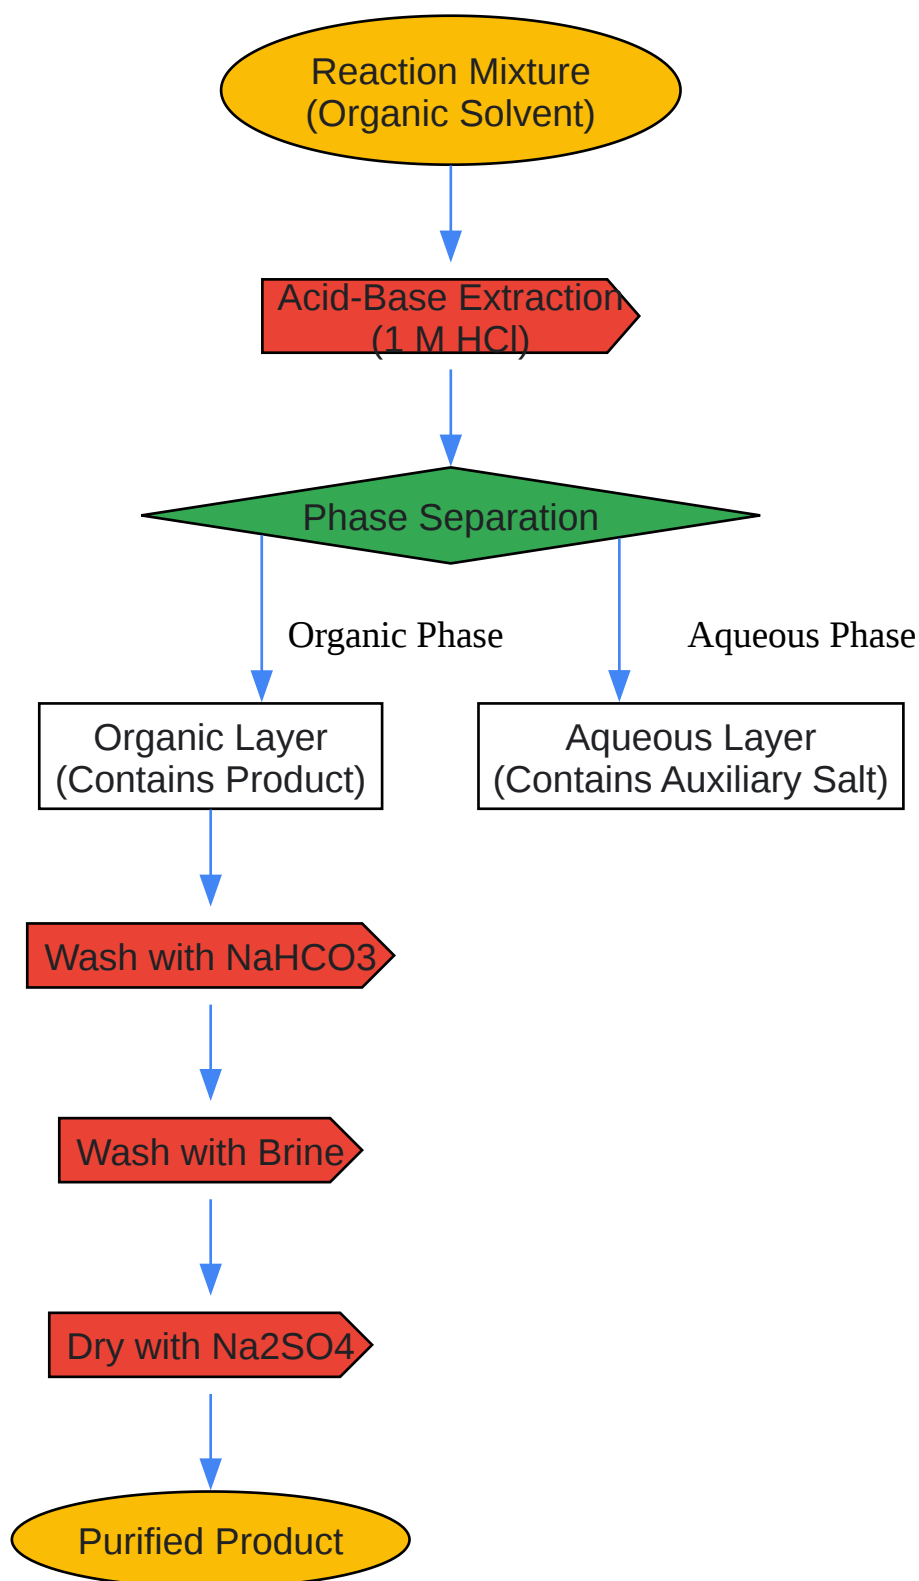 Reaction Mixture
(Organic Solvent)
Acid-Base Extraction
(1 M HCl)
Phase Separation
Organic Phase
Aqueous Phase
Organic Layer
(Contains Product)
Aqueous Layer
(Contains Auxiliary Salt)
Wash with NaHCO3
Wash with Brine
Dry with Na2SO4
Purified Product